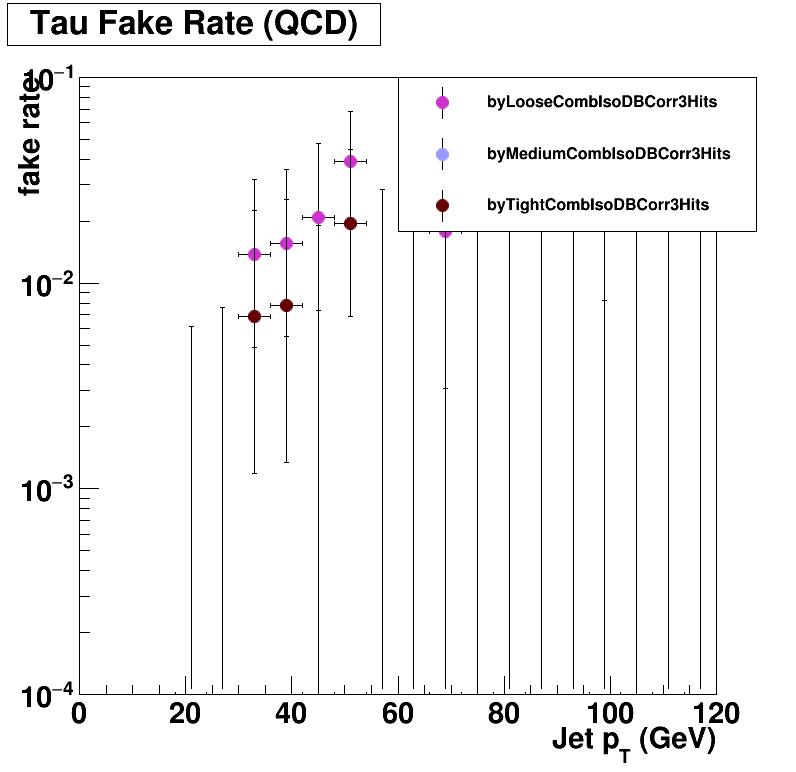 Tau Fake Rate (QCD)
fake rate
10⁻¹
10⁻²
10⁻³
10⁻⁴
byLooseCombIsoDBCorr3Hits
byMediumCombIsoDBCorr3Hits
byTightCombIsoDBCorr3Hits
0 20 40 60 80 100 120
Jet p_T (GeV)